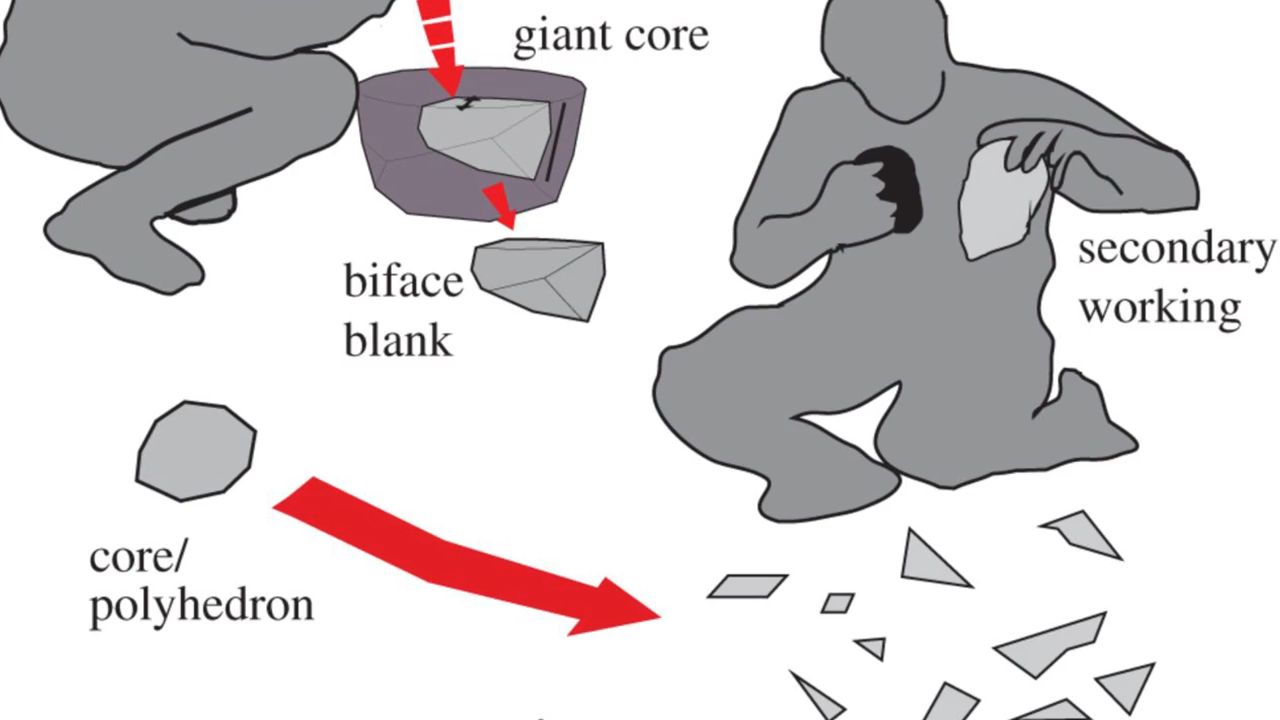 giant core
biface
blank
secondary
working
core/
polyhedron